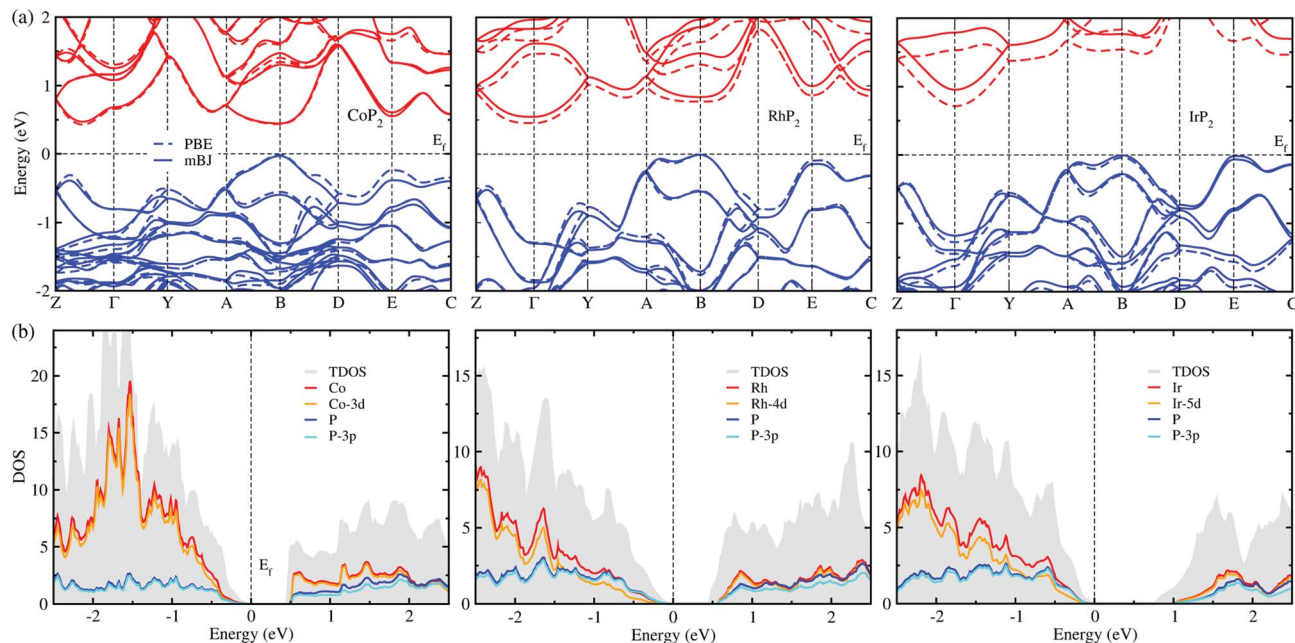 (a)
2
1
0
-1
-2
Energy (eV)
CoP2
Ef
PBE
mBJ
Z Γ Y A B D E C
RhP2
Ef
Z Γ Y A B D E C
IrP2
Ef
Z Γ Y A B D E C
(b)
20
15
10
5
0
DOS
TDOS
Co
Co-3d
P
P-3p
Ef
-2 -1 0 1 2
Energy (eV)
15
10
5
0
TDOS
Rh
Rh-4d
P
P-3p
-2 -1 0 1 2
Energy (eV)
15
10
5
0
TDOS
Ir
Ir-5d
P
P-3p
-2 -1 0 1 2
Energy (eV)